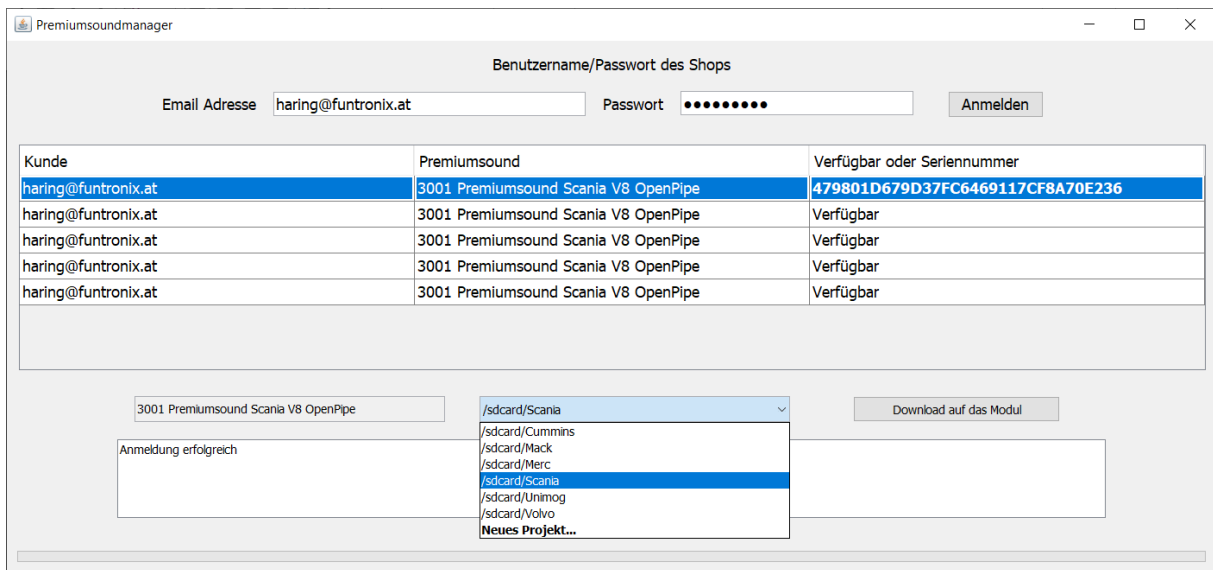 Premiumsoundmanager
Benutzername/Passwort des Shops
Email Adresse haring@funtronix.at Passwort ●●●●●●●●● Anmelden
Kunde Premiumsound Verfügbar oder Seriennummer
haring@funtronix.at 3001 Premiumsound Scania V8 OpenPipe 479801D679D37FC6469117CF8A70E236
haring@funtronix.at 3001 Premiumsound Scania V8 OpenPipe Verfügbar
haring@funtronix.at 3001 Premiumsound Scania V8 OpenPipe Verfügbar
haring@funtronix.at 3001 Premiumsound Scania V8 OpenPipe Verfügbar
haring@funtronix.at 3001 Premiumsound Scania V8 OpenPipe Verfügbar
3001 Premiumsound Scania V8 OpenPipe /sdcard/Scania Download auf das Modul
Anmeldung erfolgreich
/sdcard/Cummins
/sdcard/Mack
/sdcard/Merc
/sdcard/Scania
/sdcard/Unimog
/sdcard/Volvo
Neues Projekt...